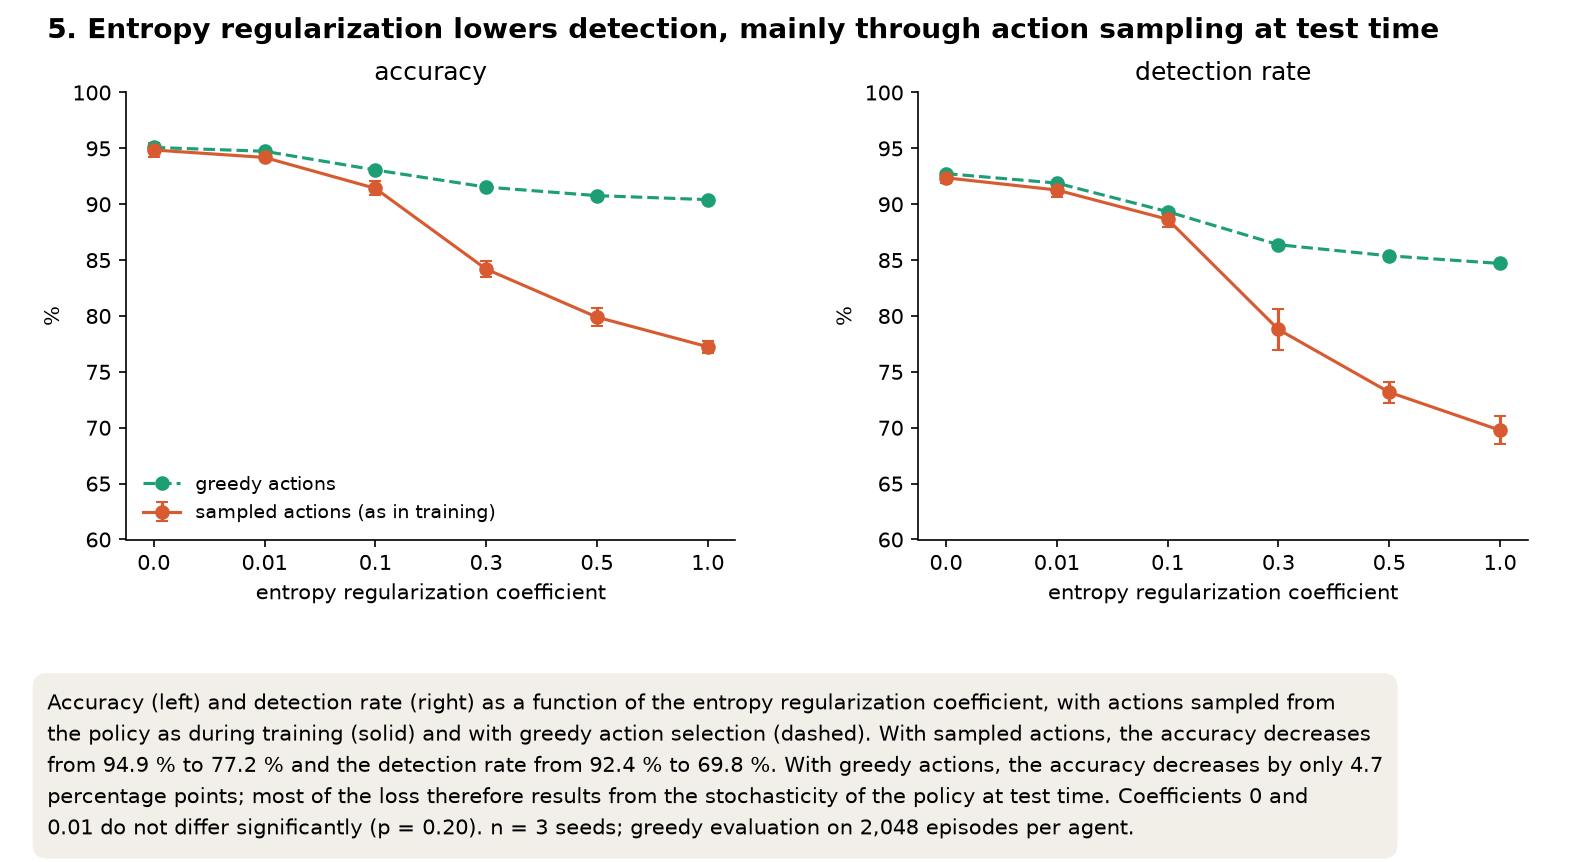 5. Entropy regularization lowers detection, mainly through action sampling at test time
accuracy
100
95
90
85
80
75
70
65
60
%
greedy actions
sampled actions (as in training)
0.0 0.01 0.1 0.3 0.5 1.0
entropy regularization coefficient
detection rate
100
95
90
85
80
75
70
65
60
%
0.0 0.01 0.1 0.3 0.5 1.0
entropy regularization coefficient
Accuracy (left) and detection rate (right) as a function of the entropy regularization coefficient, with actions sampled from
the policy as during training (solid) and with greedy action selection (dashed). With sampled actions, the accuracy decreases
from 94.9 % to 77.2 % and the detection rate from 92.4 % to 69.8 %. With greedy actions, the accuracy decreases by only 4.7
percentage points; most of the loss therefore results from the stochasticity of the policy at test time. Coefficients 0 and
0.01 do not differ significantly (p = 0.20). n = 3 seeds; greedy evaluation on 2,048 episodes per agent.